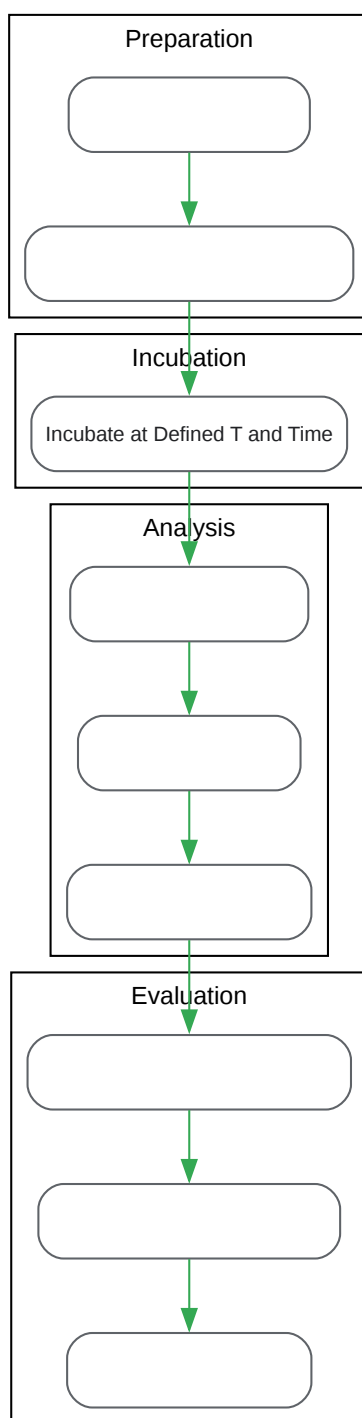 Preparation
Incubation
Incubate at Defined T and Time
Analysis
Evaluation